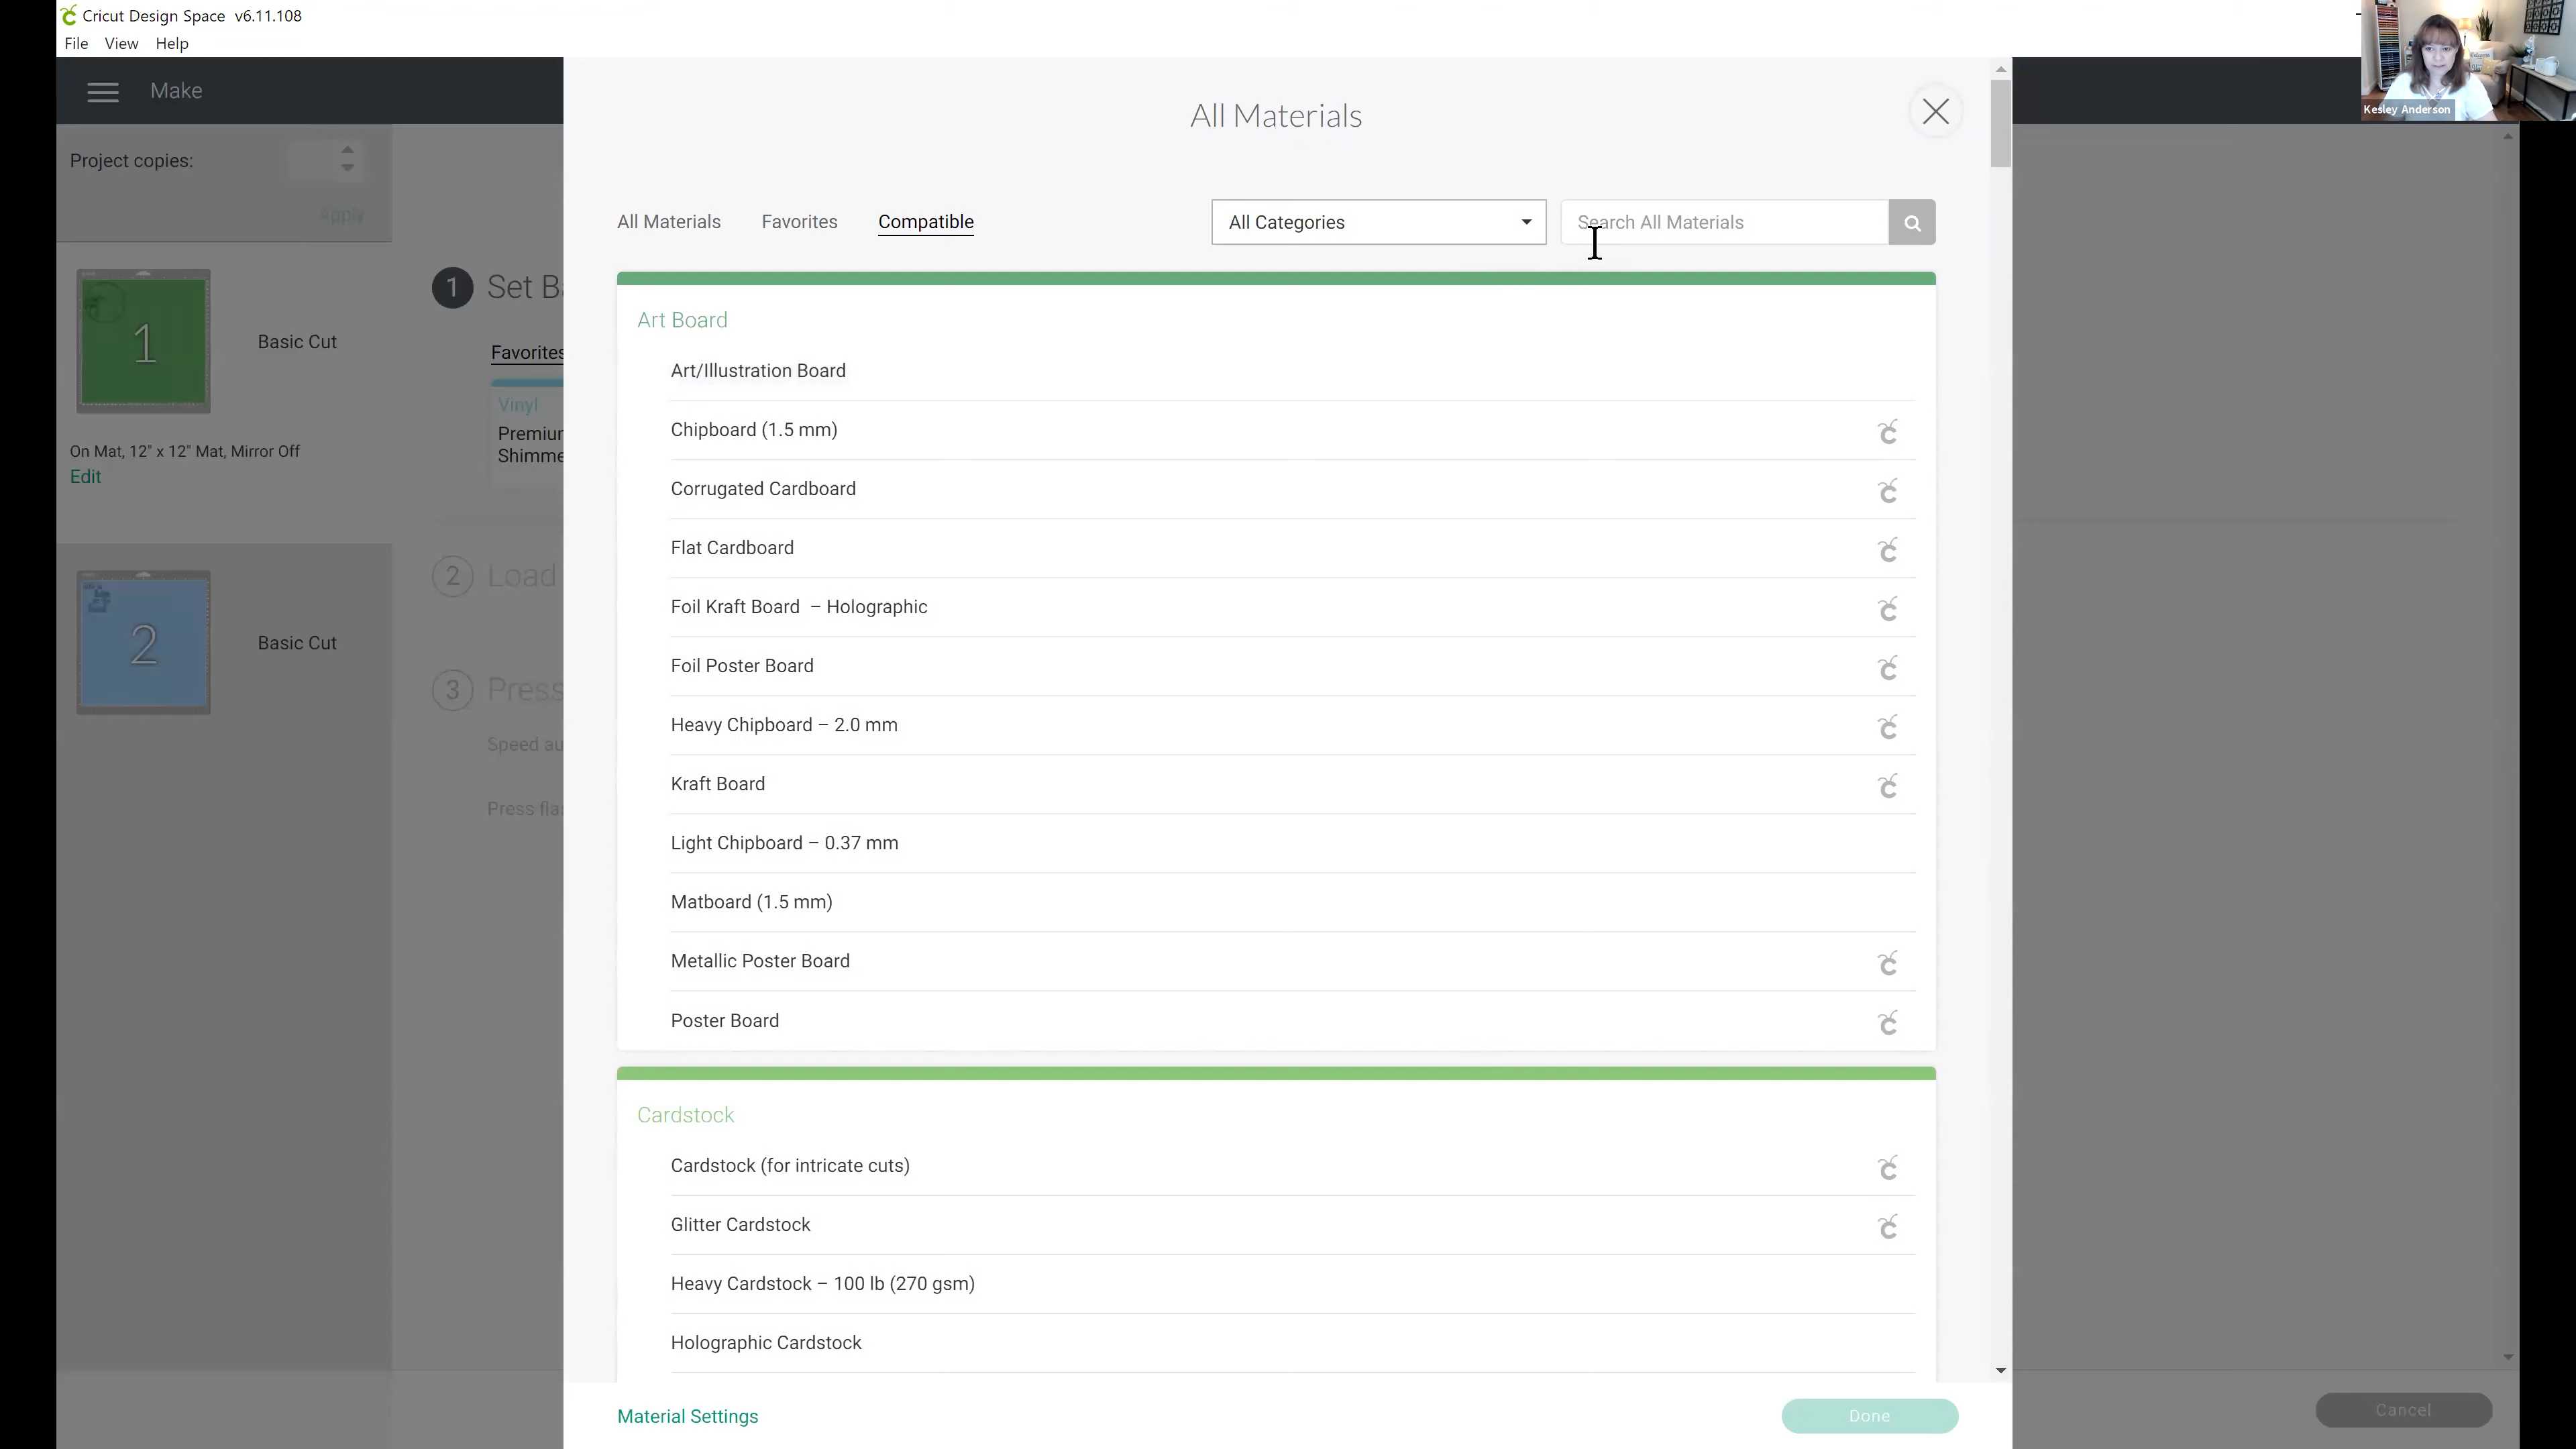 Cricut Design Space v6.11.108
File View Help
Make
Project copies:
Apply
1
Basic Cut
On Mat, 12" x 12" Mat, Mirror Off
Edit
2
Basic Cut
1 Set B
Favorites
Vinyl
Premiu
Shimme
2 Load
3 Press
Speed au
Press fla
All Materials
All Materials Favorites Compatible
All Categories
Search All Materials
Art Board
Art/Illustration Board
Chipboard (1.5 mm)
Corrugated Cardboard
Flat Cardboard
Foil Kraft Board – Holographic
Foil Poster Board
Heavy Chipboard – 2.0 mm
Kraft Board
Light Chipboard – 0.37 mm
Matboard (1.5 mm)
Metallic Poster Board
Poster Board
Cardstock
Cardstock (for intricate cuts)
Glitter Cardstock
Heavy Cardstock – 100 lb (270 gsm)
Holographic Cardstock
Material Settings
Done
Cancel
Kesley Anderson